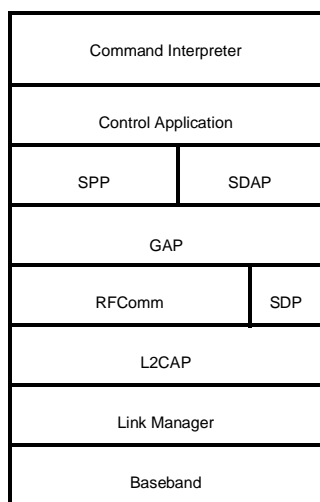 Command Interpreter
Control Application
SPP SDAP
GAP
RFComm SDP
L2CAP
Link Manager
Baseband